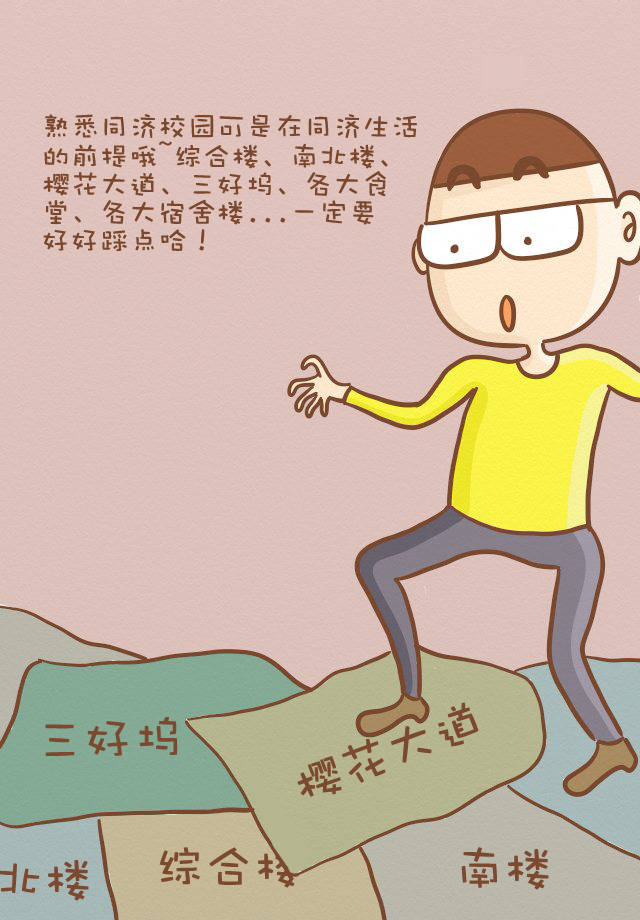 熟悉同济校园可是在同济生活
的前提哦~综合楼、南北楼、
樱花大道、三好坞、各大食
堂、各大宿舍楼...一定要
好好踩点哈！
三好坞
樱花大道
北楼
综合楼
南楼